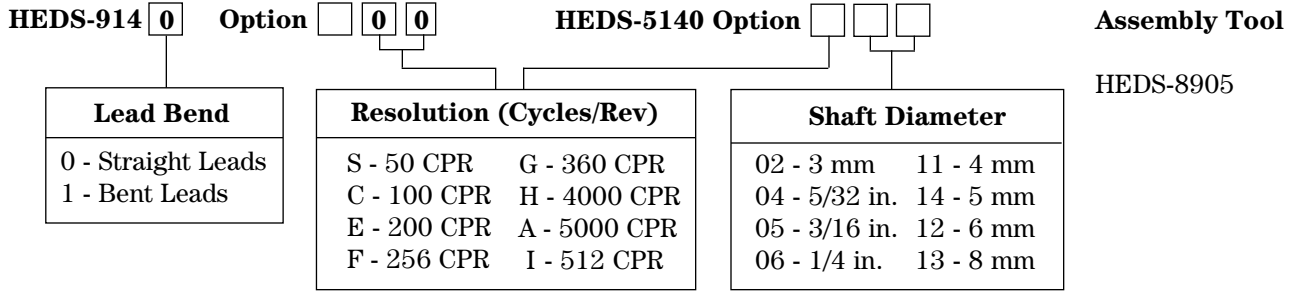 HEDS-914 0 Option 0 0 HEDS-5140 Option Assembly Tool
HEDS-8905
Lead Bend
0 - Straight Leads
1 - Bent Leads
Resolution (Cycles/Rev)
S - 50 CPR G - 360 CPR
C - 100 CPR H - 4000 CPR
E - 200 CPR A - 5000 CPR
F - 256 CPR I - 512 CPR
Shaft Diameter
02 - 3 mm 11 - 4 mm
04 - 5/32 in. 14 - 5 mm
05 - 3/16 in. 12 - 6 mm
06 - 1/4 in. 13 - 8 mm